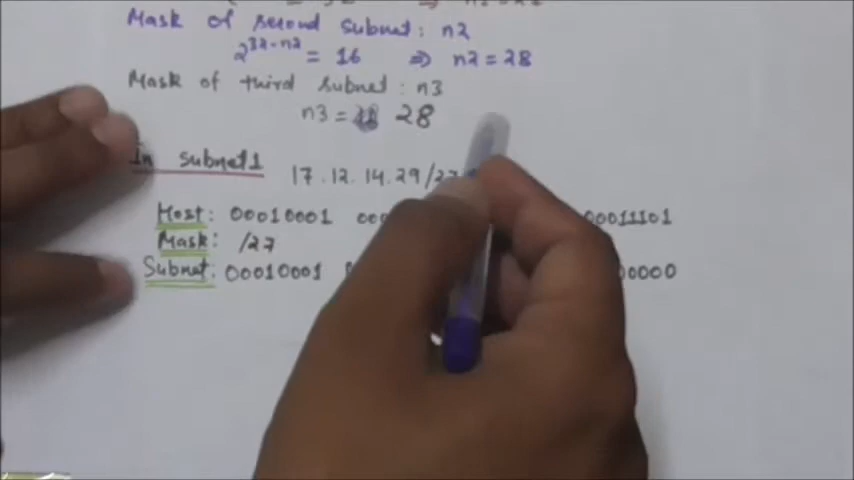 Mask of second subnet: n2
2^32-n2 = 16 ⇒ n2 = 28
Mask of third subnet: n3
n3 = 28
In subnet1
17.12.14.29/27
Host: 00010001 00011101
Mask: /27
Subnet: 00010001 00000